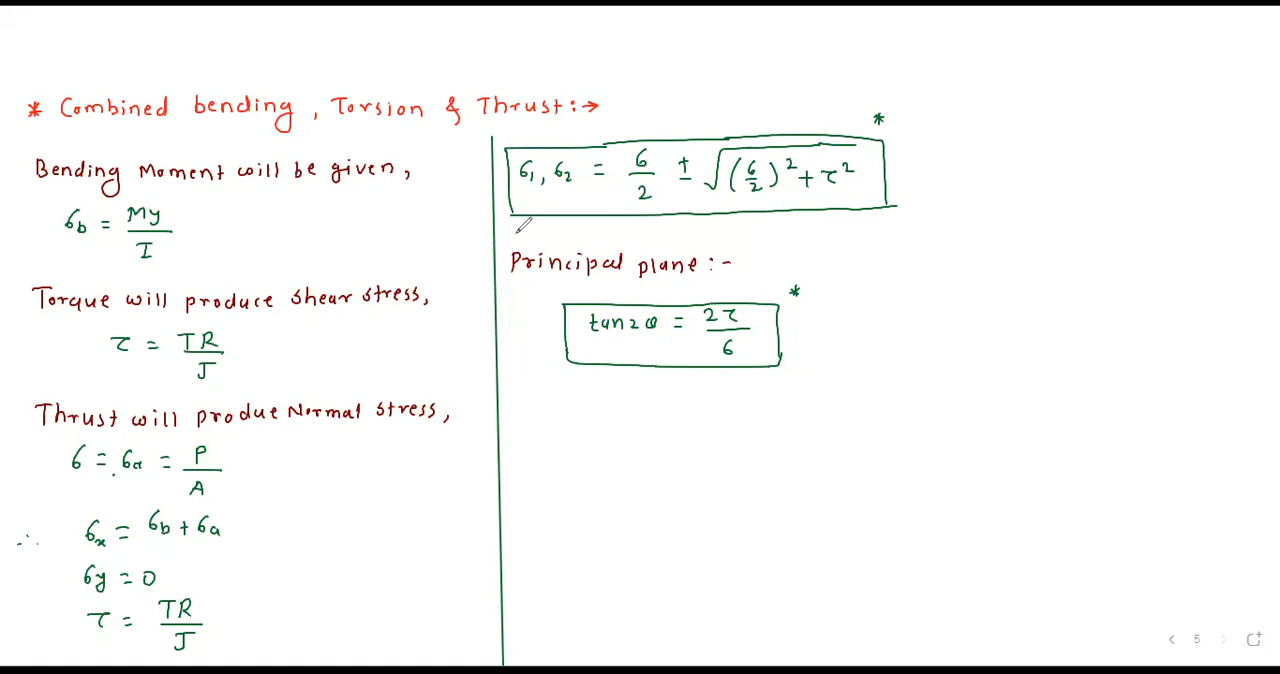 * Combined bending, Torsion & Thrust:→
Bending Moment will be given,
σb = My/I
Torque will produce shear stress,
τ = TR/J
Thrust will produe Normal stress,
σ = σa = P/A
∴ σx = σb + σa
σy = 0
τ = TR/J
*
σ1, σ2 = σ/2 ± √((σ/2)² + τ²)
Principal plane :-
*
tan2θ = 2τ/σ
< 5 >